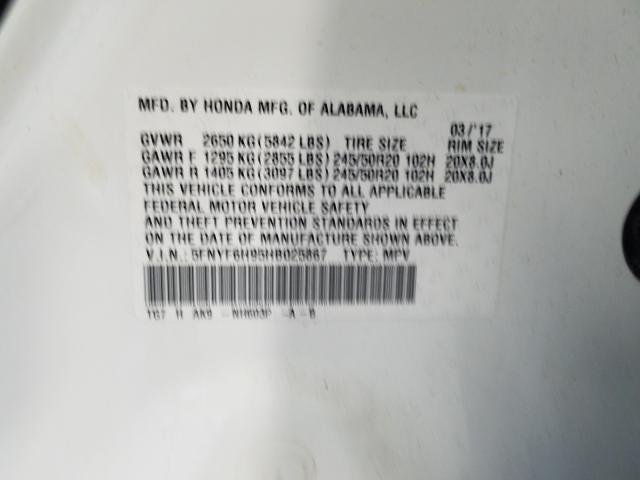 MFD. BY HONDA MFG. OF ALABAMA, LLC
03/'17
GVWR 2650 KG(5842 LBS) TIRE SIZE RIM SIZE
GAWR F 1295 KG(2855 LBS) 245/50R20 102H 20X8.0J
GAWR R 1405 KG(3097 LBS) 245/50R20 102H 20X8.0J
THIS VEHICLE CONFORMS TO ALL APPLICABLE
FEDERAL MOTOR VEHICLE SAFETY
AND THEFT PREVENTION STANDARDS IN EFFECT
ON THE DATE OF MANUFACTURE SHOWN ABOVE.
V.I.N.: 5FNYF6H95HB025867 TYPE: MPV
TG7 H AK9 -NH603P -A -B